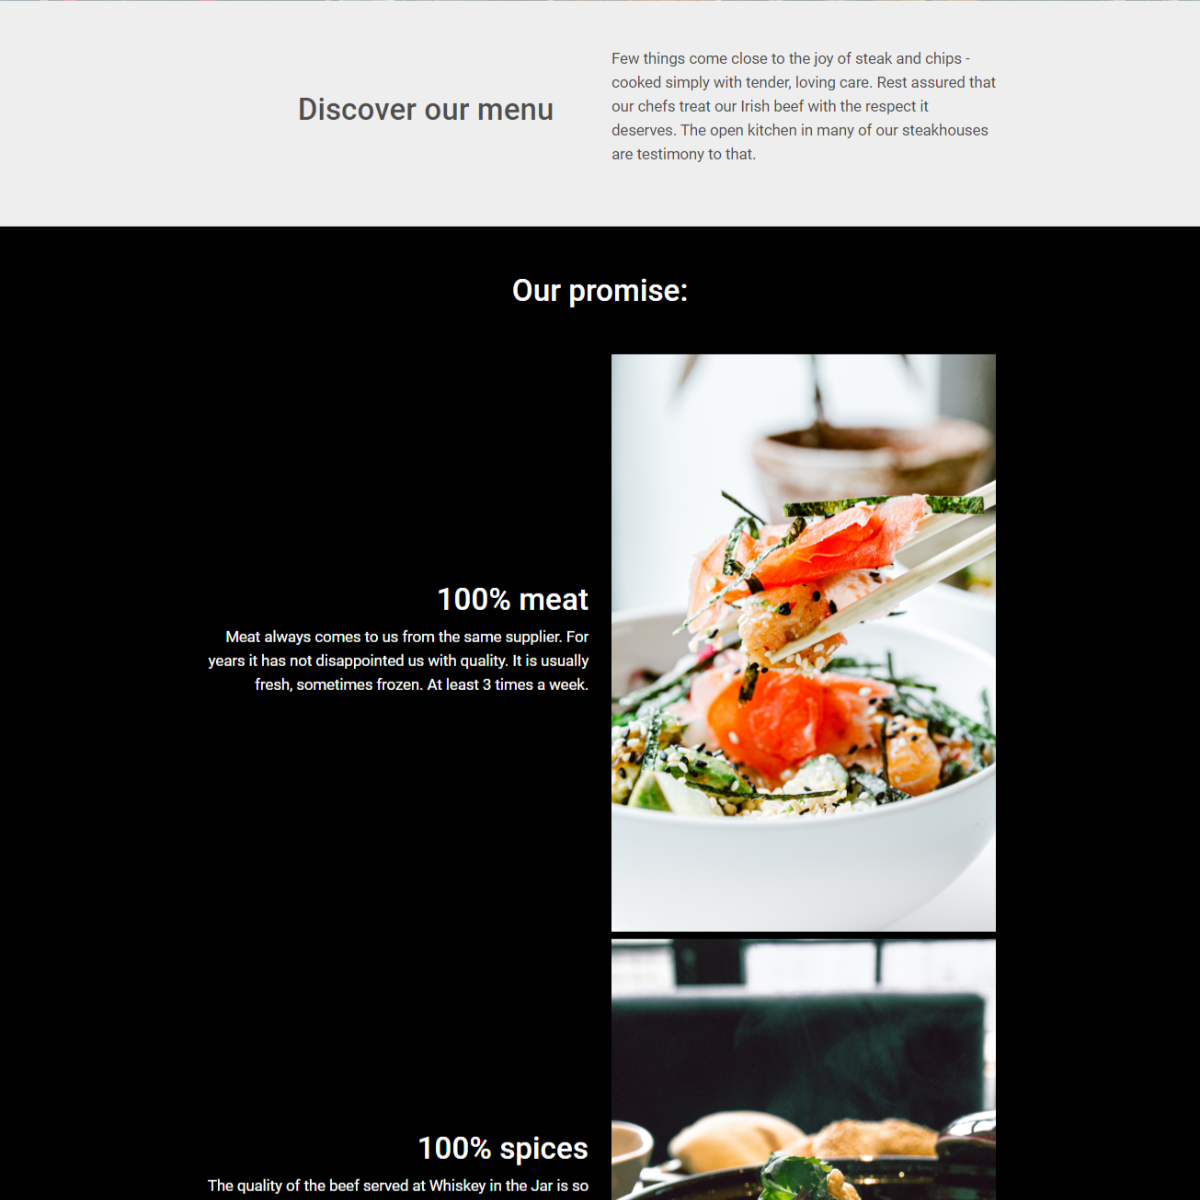 Discover our menu
Few things come close to the joy of steak and chips -
cooked simply with tender, loving care. Rest assured that
our chefs treat our Irish beef with the respect it
deserves. The open kitchen in many of our steakhouses
are testimony to that.
Our promise:
100% meat
Meat always comes to us from the same supplier. For
years it has not disappointed us with quality. It is usually
fresh, sometimes frozen. At least 3 times a week.
100% spices
The quality of the beef served at Whiskey in the Jar is so